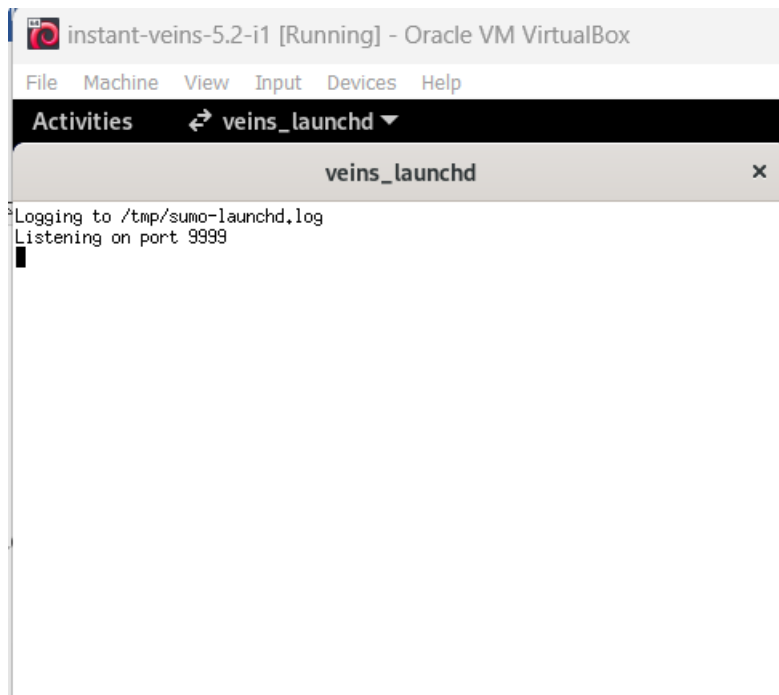 instant-veins-5.2-i1 [Running] - Oracle VM VirtualBox
File Machine View Input Devices Help
Activities veins_launchd
veins_launchd
Logging to /tmp/sumo-launchd.log
Listening on port 9999